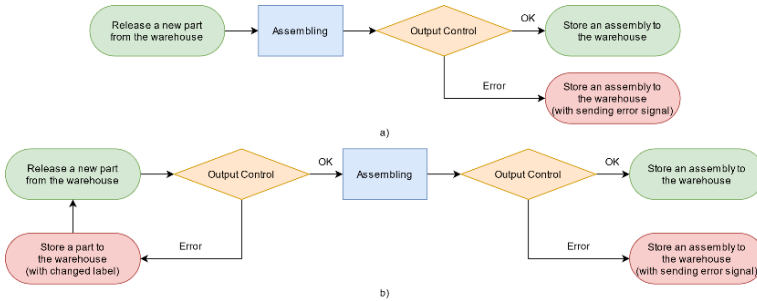 Release a new part
from the warehouse
Assembling
Output Control
OK
Store an assembly to
the warehouse
Error
Store an assembly to
the warehouse
(with sending error signal)
a)
Release a new part
from the warehouse
Output Control
OK
Assembling
Output Control
OK
Store an assembly to
the warehouse
Store a part to
the warehouse
(with changed label)
Error
Error
Store an assembly to
the warehouse
(with sending error signal)
b)